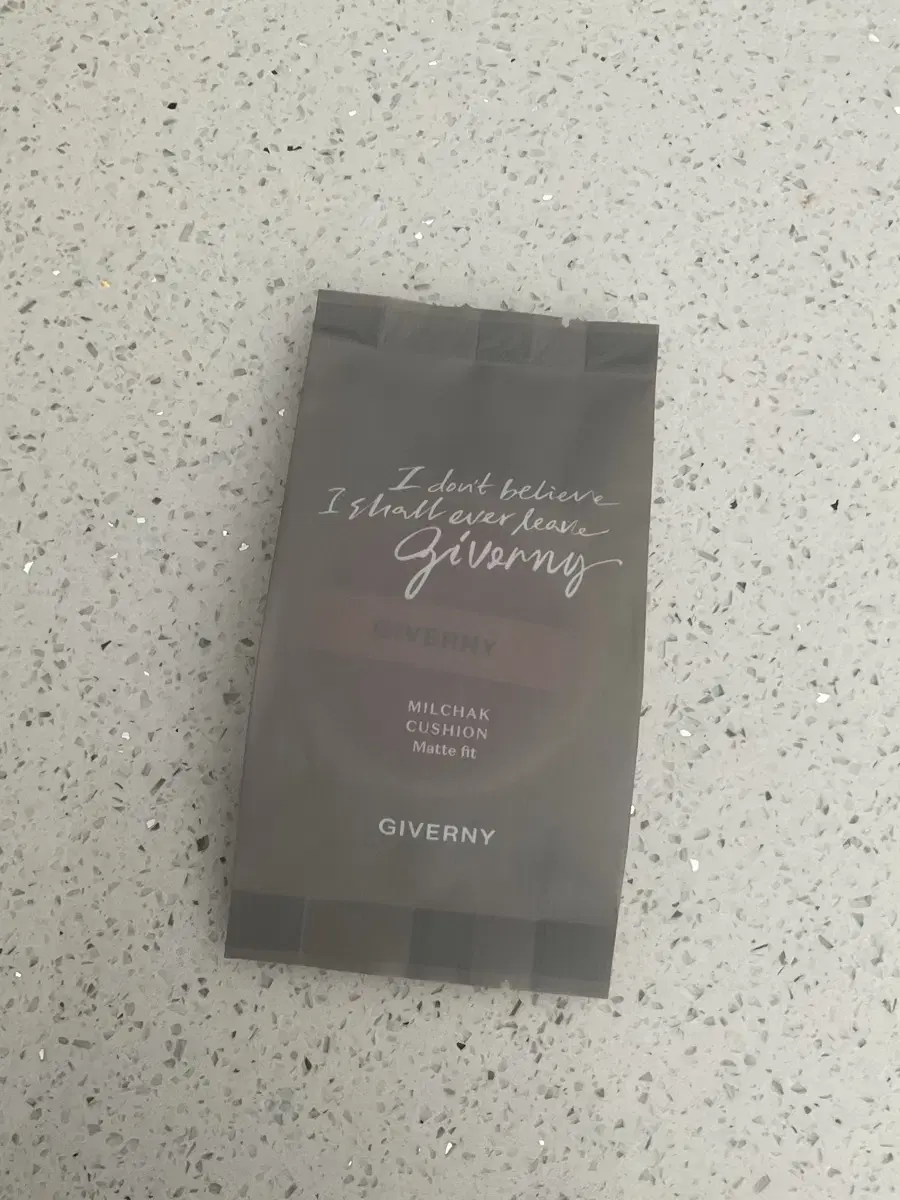 I don't believe
I shall ever leave
Giverny
GIVERNY
MILCHAK
CUSHION
Matte fit
GIVERNY